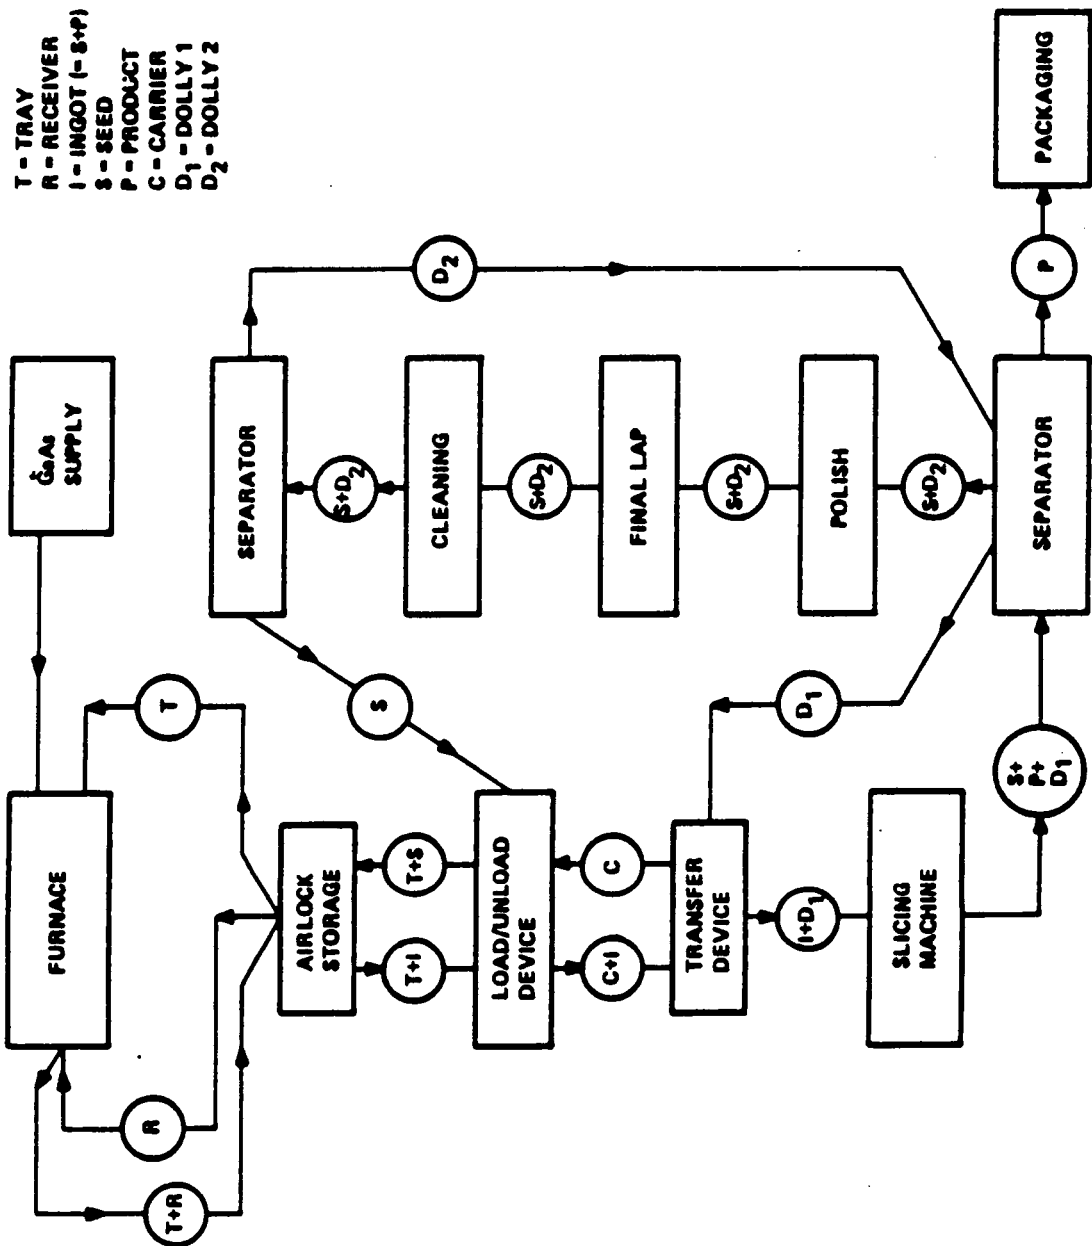 T = TRAY
R = RECEIVER
I = INGOT (= S+P)
S = SEED
P = PRODUCT
C = CARRIER
D₁ = DOLLY 1
D₂ = DOLLY 2
GaAs
SUPPLY
FURNACE
T+R
R
T
AIRLOCK
STORAGE
T+I
T+S
LOAD/UNLOAD
DEVICE
C+I
C
TRANSFER
DEVICE
I+D₁
SLICING
MACHINE
S+
P+
D₁
D₁
S
SEPARATOR
D₂
S+D₂
CLEANING
S+D₂
FINAL LAP
S+D₂
POLISH
S+D₂
SEPARATOR
P
PACKAGING